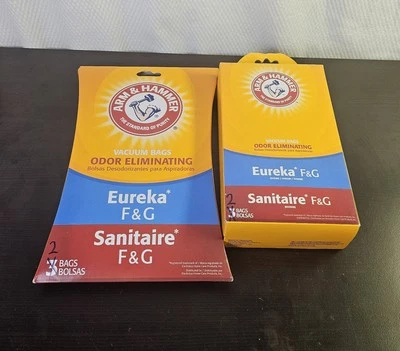 ARM & HAMMER
THE STANDARD OF PURITY
VACUUM BAGS
ODOR ELIMINATING
Bolsas Desodorizantes para Aspiradoras
Eureka*
F&G
Sanitaire*
F&G
2
3 BAGS
BOLSAS
ARM & HAMMER
ODOR ELIMINATING
Eureka* F&G
Sanitaire* F&G
2
3 BAGS
BOLSAS